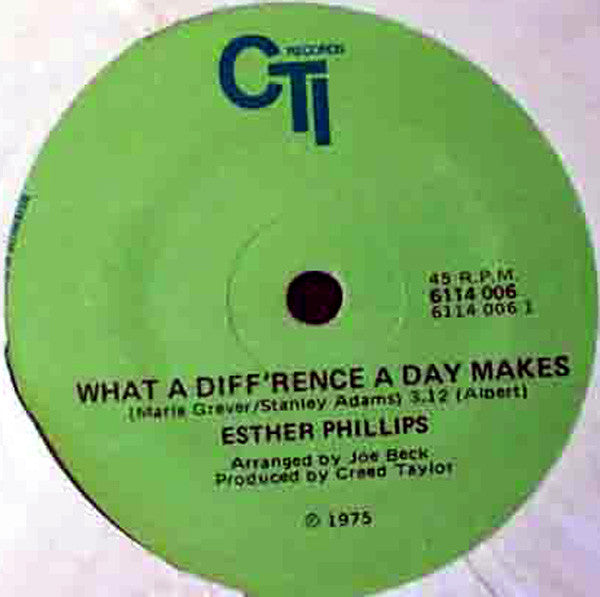 CTI
RECORDS
45 R.P.M.
6114 006
6114 006 1
WHAT A DIFF'RENCE A DAY MAKES
(Maria Grever/Stanley Adams) 3.12 (Albert)
ESTHER PHILLIPS
Arranged by Joe Beck
Produced by Creed Taylor
℗ 1975